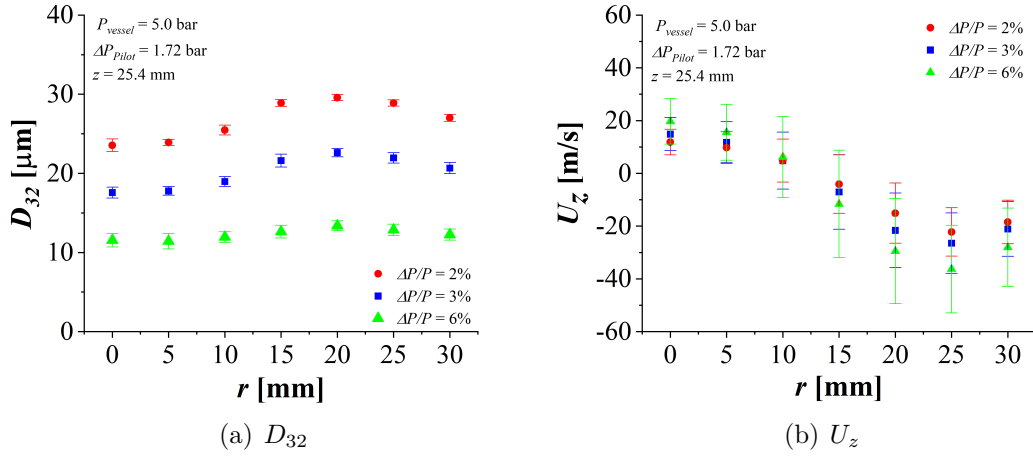 P_vessel = 5.0 bar
ΔP_Pilot = 1.72 bar
z = 25.4 mm
D_32 [μm]
40
30
20
10
0
ΔP/P = 2%
ΔP/P = 3%
ΔP/P = 6%
0 5 10 15 20 25 30
r [mm]
(a) D_32
P_vessel = 5.0 bar
ΔP_Pilot = 1.72 bar
z = 25.4 mm
ΔP/P = 2%
ΔP/P = 3%
ΔP/P = 6%
U_Z [m/s]
60
40
20
0
-20
-40
-60
0 5 10 15 20 25 30
r [mm]
(b) U_z